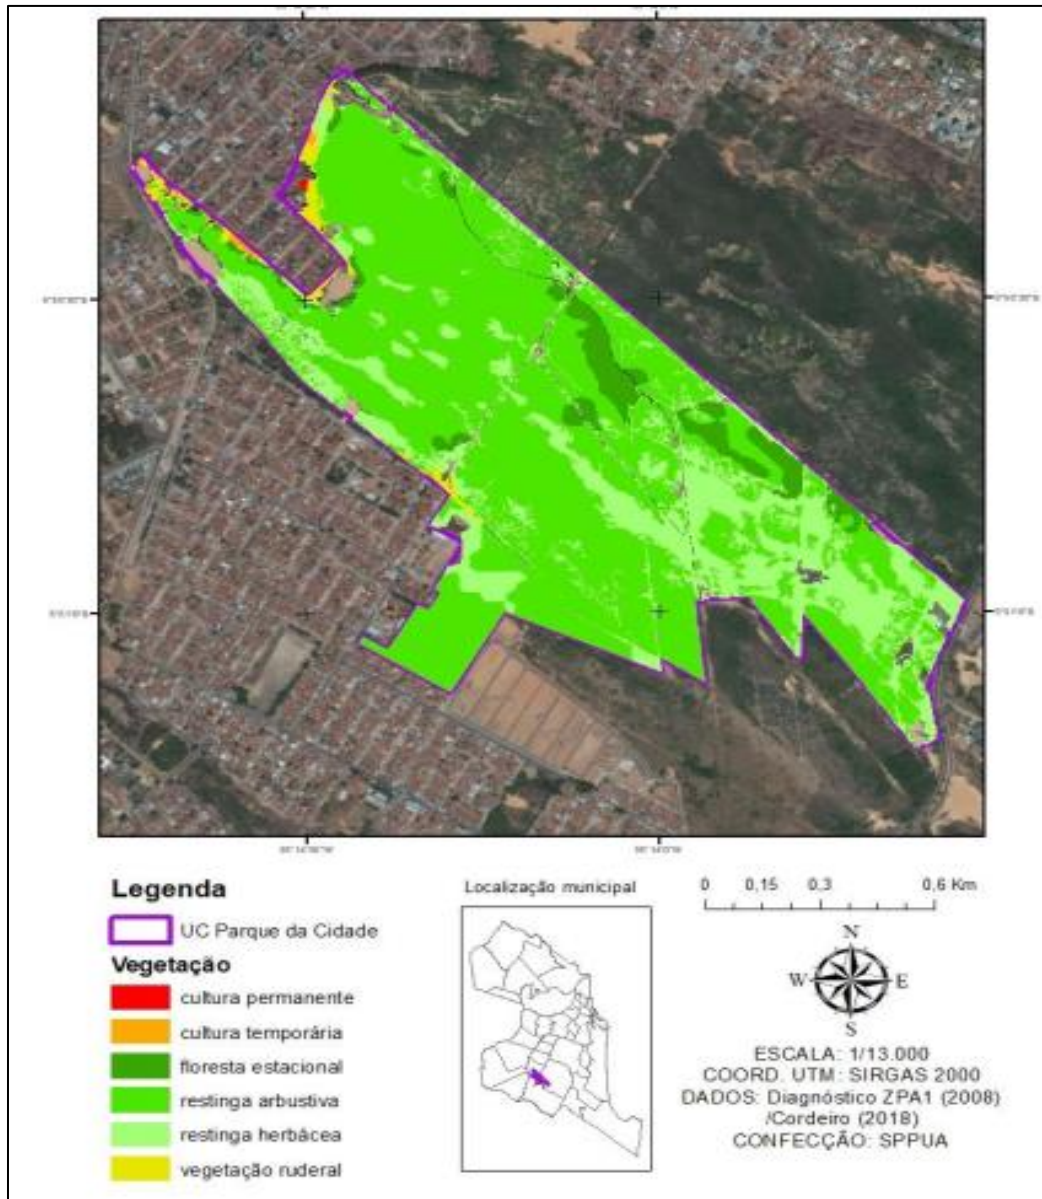 Legenda
UC Parque da Cidade
Vegetação
cultura permanente
cultura temporária
floresta estacional
restinga arbustiva
restinga herbácea
vegetação ruderal
Localização municipal
0 0,15 0,3 0,6 Km
N
W E
S
ESCALA: 1/13.000
COORD. UTM: SIRGAS 2000
DADOS: Diagnóstico ZPA1 (2008)
/Cordeiro (2018)
CONFECÇÃO: SPPUA